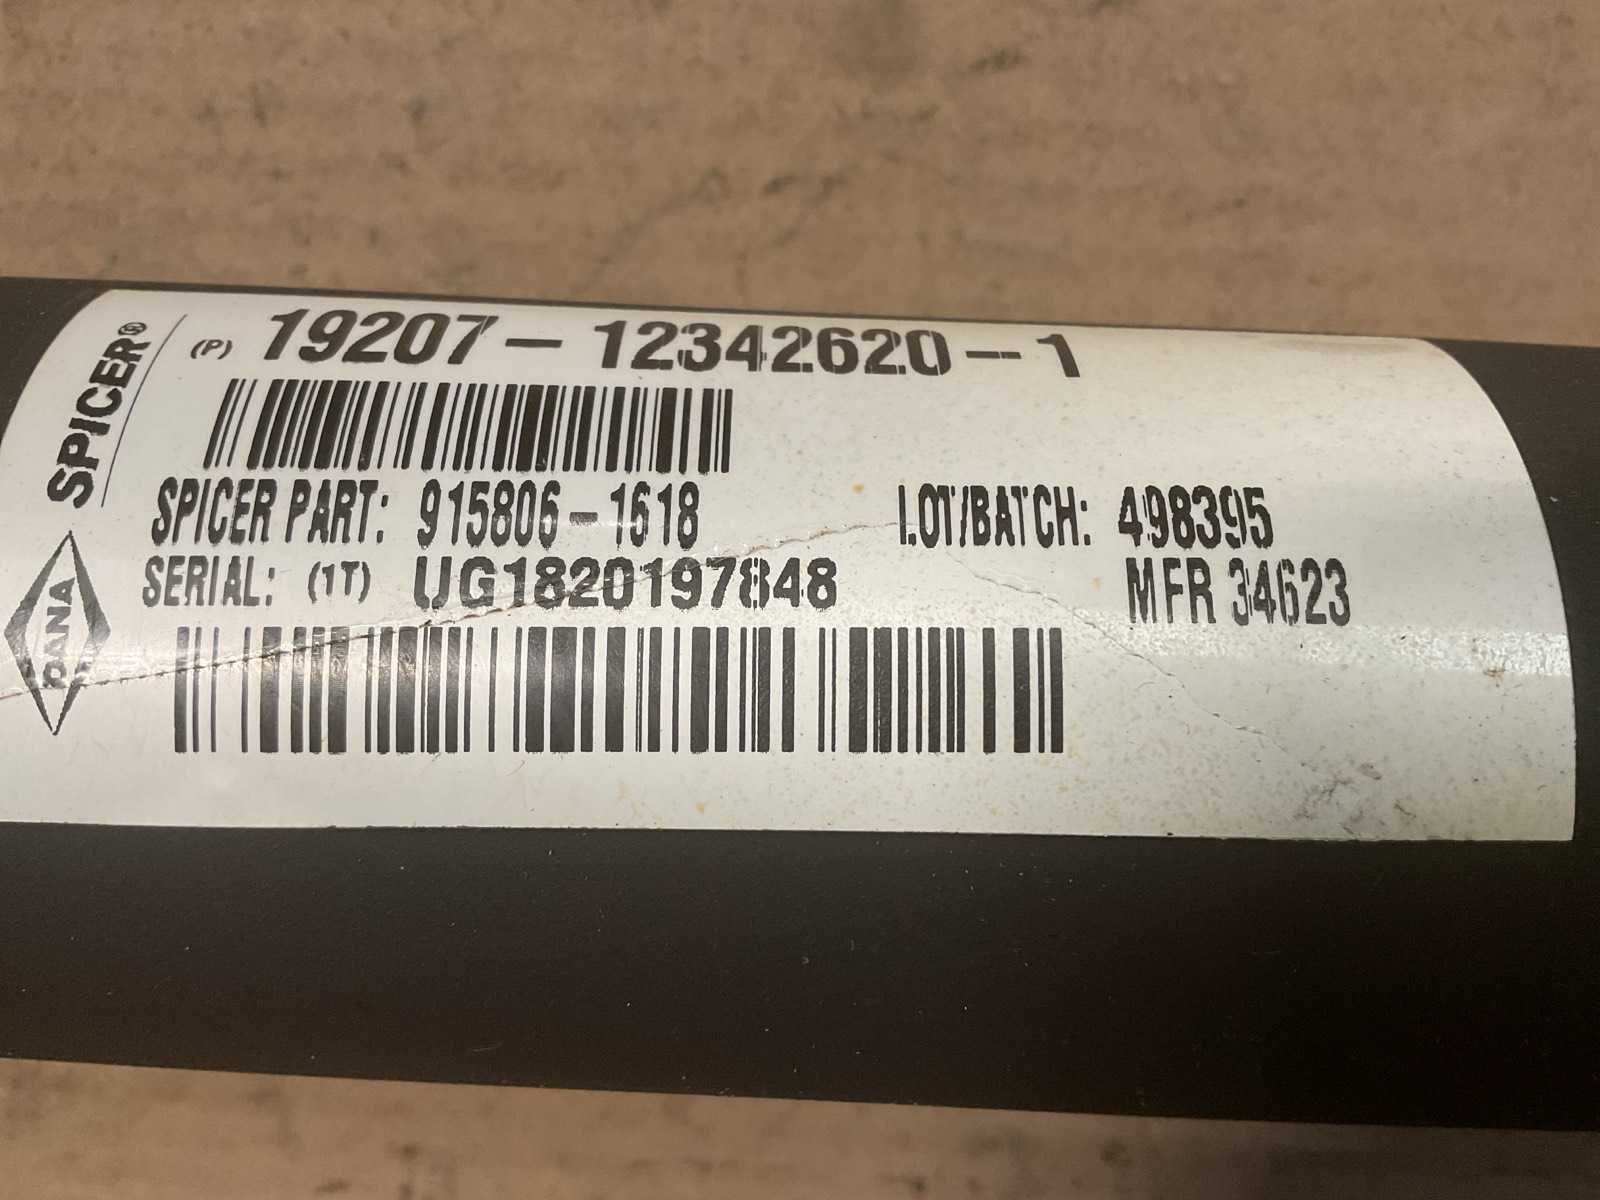 SPICER®
DANA
(P) 19207-12342620-1
SPICER PART: 915806-1618 LOT/BATCH: 498395
SERIAL: (1T) UG1820197848 MFR 34623